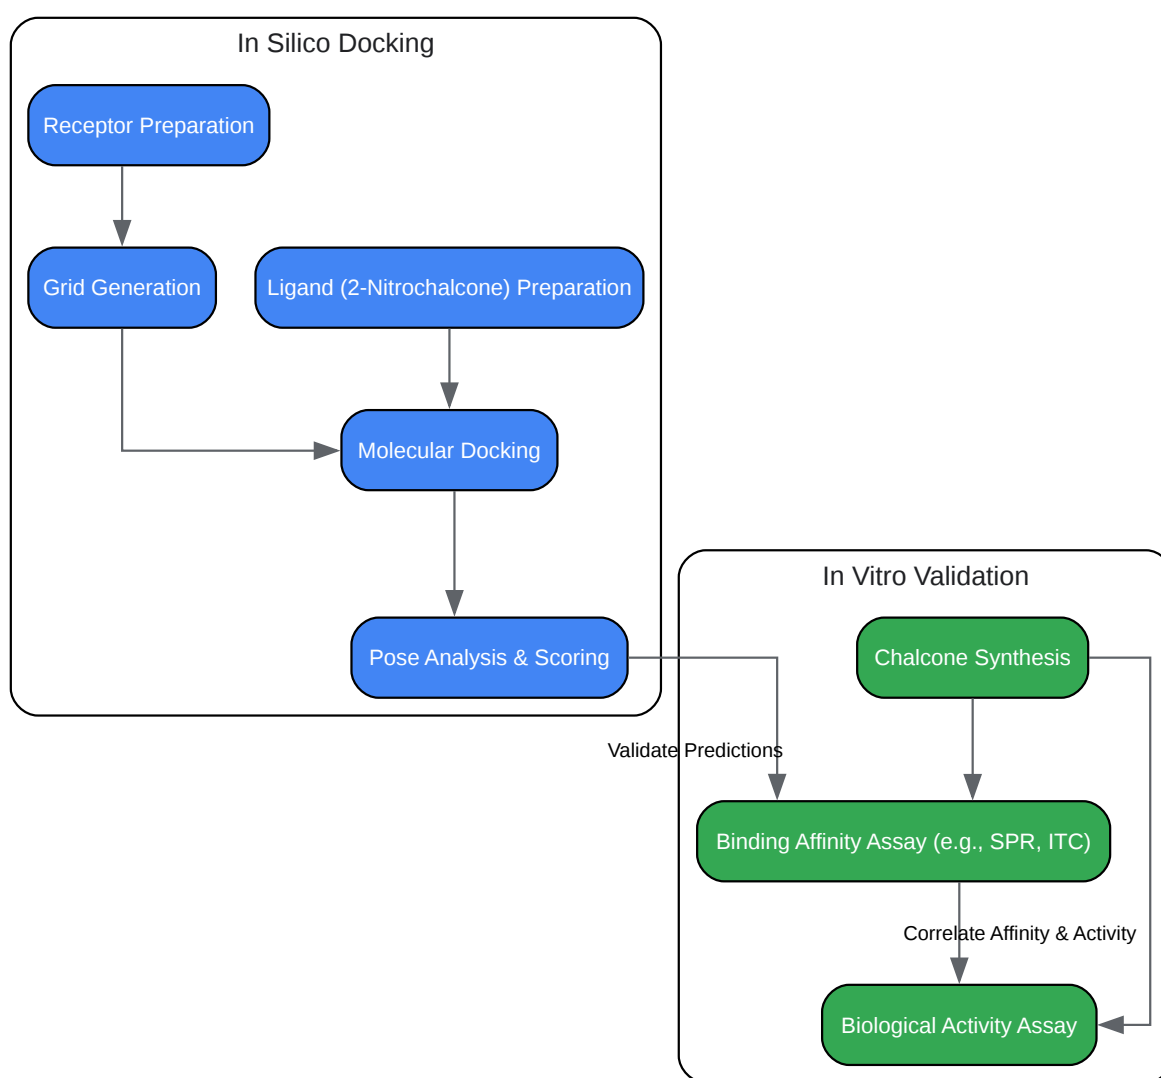 In Silico Docking
Receptor Preparation
Grid Generation
Ligand (2-Nitrochalcone) Preparation
Molecular Docking
Pose Analysis & Scoring
Validate Predictions
In Vitro Validation
Chalcone Synthesis
Binding Affinity Assay (e.g., SPR, ITC)
Correlate Affinity & Activity
Biological Activity Assay